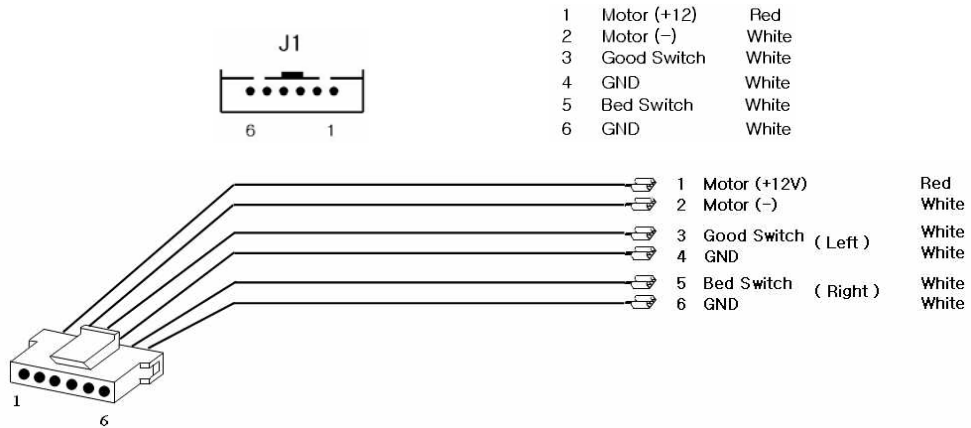 J1
6 1
1 Motor (+12) Red
2 Motor (-) White
3 Good Switch White
4 GND White
5 Bed Switch White
6 GND White
1 Motor (+12V) Red
2 Motor (-) White
3 Good Switch ( Left ) White
4 GND White
5 Bed Switch ( Right ) White
6 GND White
1
6